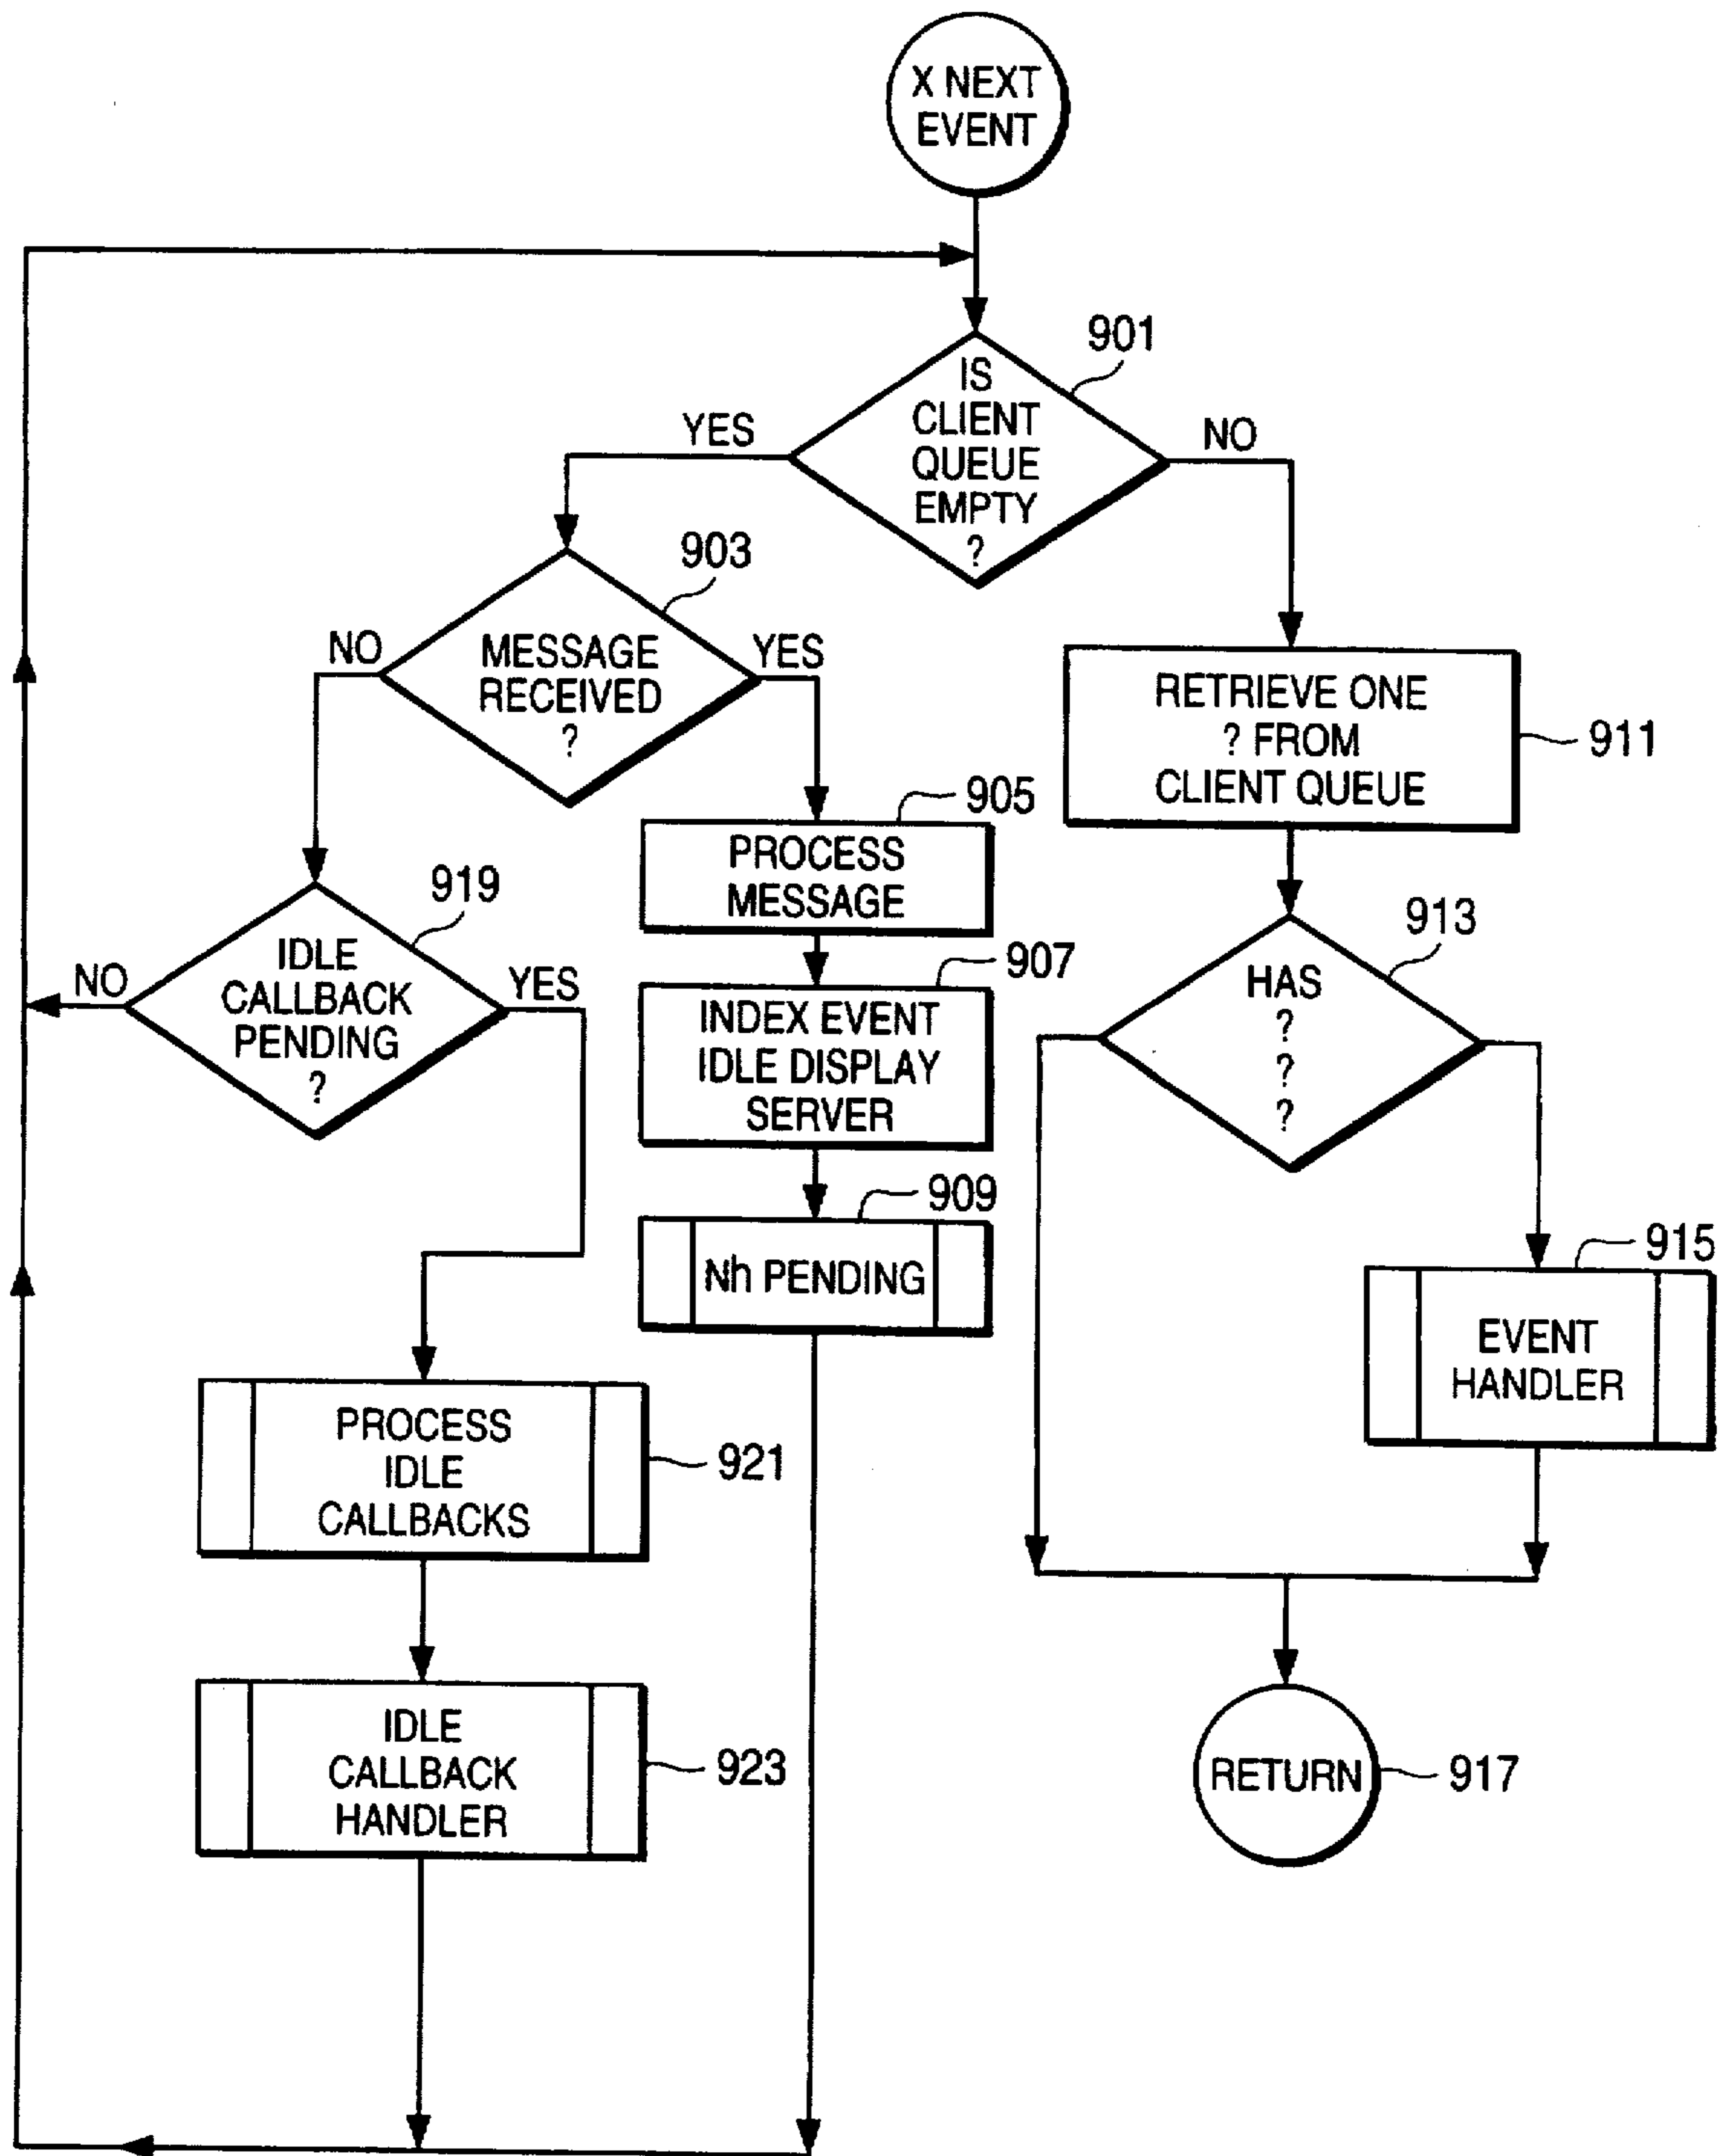 X NEXT
EVENT
901
IS
CLIENT
QUEUE
EMPTY
?
YES
NO
903
MESSAGE
RECEIVED
?
NO
YES
RETRIEVE ONE
? FROM
CLIENT QUEUE
911
905
PROCESS
MESSAGE
919
IDLE
CALLBACK
PENDING
?
NO
YES
907
INDEX EVENT
IDLE DISPLAY
SERVER
913
HAS
?
?
?
909
Nh PENDING
915
EVENT
HANDLER
PROCESS
IDLE
CALLBACKS
921
IDLE
CALLBACK
HANDLER
923
RETURN
917